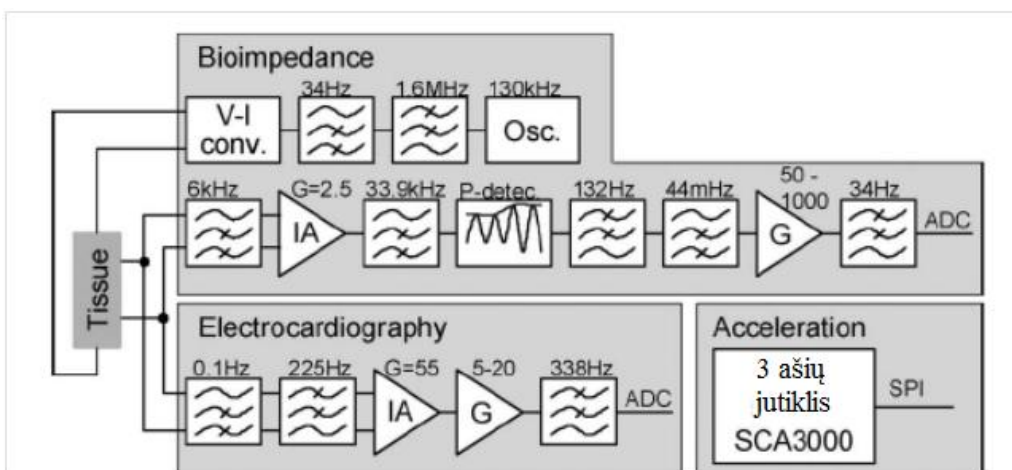 Bioimpedance
34Hz 1.6MHz 130kHz
V-I
conv.
Osc.
6kHz G=2.5 33.9kHz P-detec. 132Hz 44mHz 50 -
1000 34Hz
IA G ADC
Tissue
Electrocardiography
0.1Hz 225Hz G=55 5-20 338Hz
IA G ADC
Acceleration
3 ašių
jutiklis
SCA3000
SPI